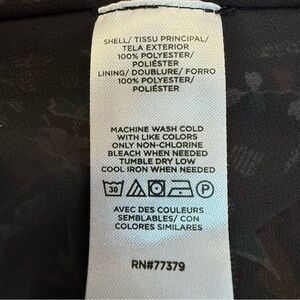 SHELL/ TISSU PRINCIPAL/
TELA EXTERIOR
100% POLYESTER/
POLIÉSTER
LINING/ DOUBLURE/ FORRO
100% POLYESTER/
POLIÉSTER
MACHINE WASH COLD
WITH LIKE COLORS
ONLY NON-CHLORINE
BLEACH WHEN NEEDED
TUMBLE DRY LOW
COOL IRON WHEN NEEDED
30 P
AVEC DES COULEURS
SEMBLABLES/ CON
COLORES SIMILARES
RN#77379